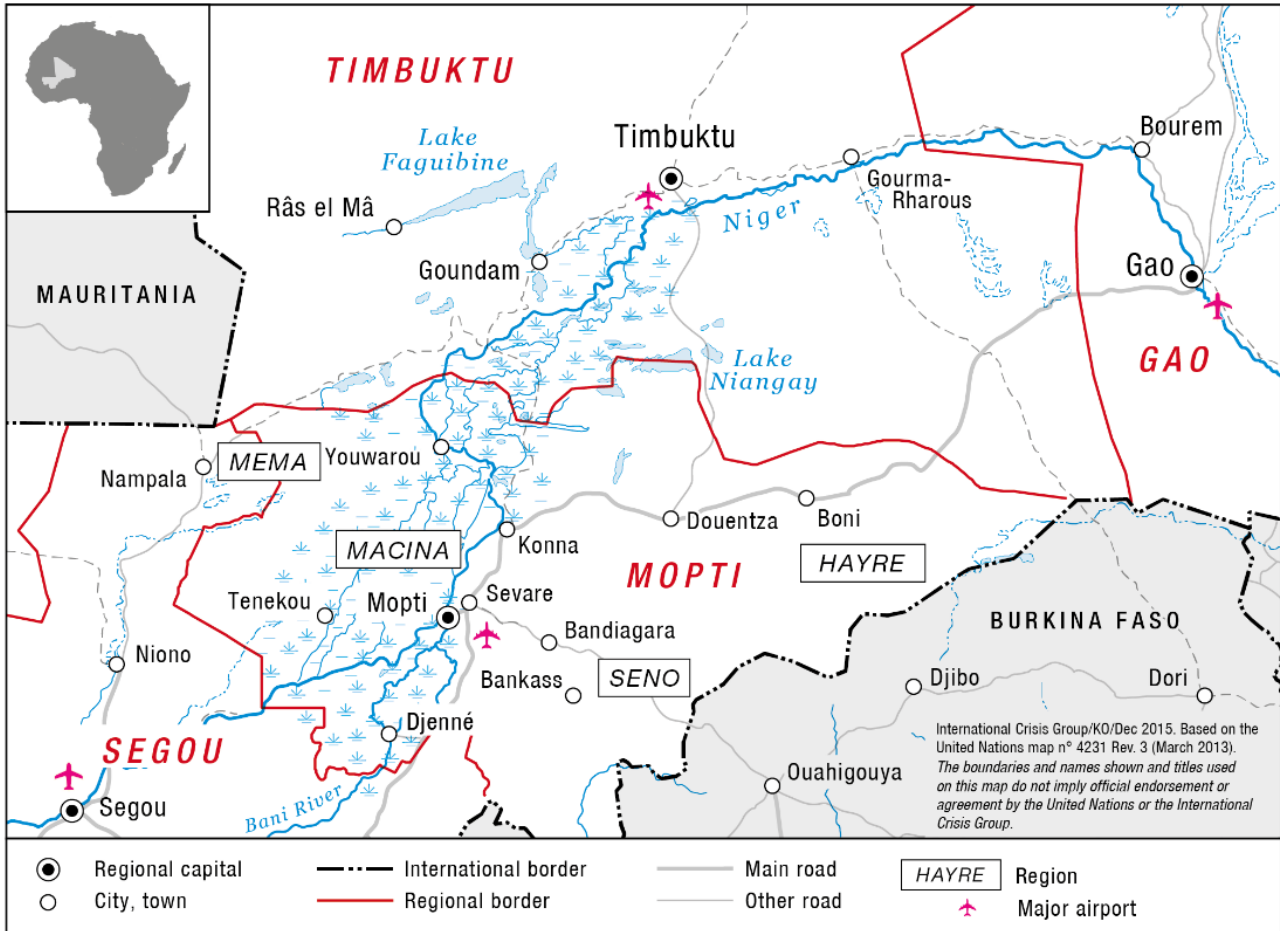 TIMBUKTU
Lake
Faguibine
Timbuktu
Bourem
Râs el Mâ
Gourma-
Rharous
Niger
Goundam
Gao
MAURITANIA
Lake
Niangay
GAO
Nampala
MEMA
Youwarou
Douentza
Boni
Konna
MACINA
HAYRE
MOPTI
Tenekou
Mopti
Sevare
Bandiagara
BURKINA FASO
Niono
Bankass
SENO
Djibo
Dori
Djenné
SEGOU
Ouahigouya
Segou
Bani River
International Crisis Group/KO/Dec 2015. Based on the
United Nations map n° 4231 Rev. 3 (March 2013).
The boundaries and names shown and titles used
on this map do not imply official endorsement or
agreement by the United Nations or the International
Crisis Group.
Regional capital
International border
Main road
HAYRE
Region
City, town
Regional border
Other road
Major airport